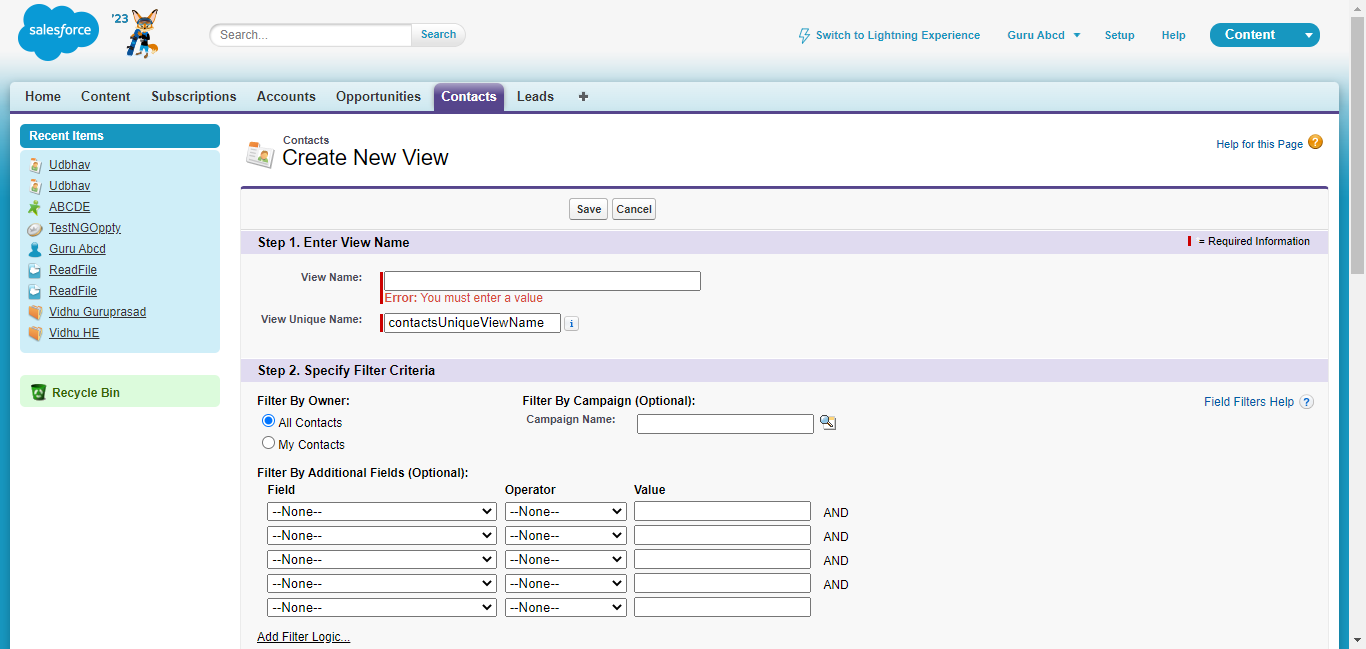 salesforce
'23
Search...
Search
Switch to Lightning Experience
Guru Abcd
Setup
Help
Content
Home
Content
Subscriptions
Accounts
Opportunities
Contacts
Leads
+
Recent Items
Udbhav
Udbhav
ABCDE
TestNGOppty
Guru Abcd
ReadFile
ReadFile
Vidhu Guruprasad
Vidhu HE
Recycle Bin
Contacts
Create New View
Help for this Page ?
Save
Cancel
Step 1. Enter View Name
= Required Information
View Name:
Error: You must enter a value
View Unique Name:
contactsUniqueViewName
i
Step 2. Specify Filter Criteria
Filter By Owner:
All Contacts
My Contacts
Filter By Campaign (Optional):
Campaign Name:
Field Filters Help ?
Filter By Additional Fields (Optional):
Field Operator Value
--None-- --None-- AND
--None-- --None-- AND
--None-- --None-- AND
--None-- --None-- AND
--None-- --None--
Add Filter Logic...